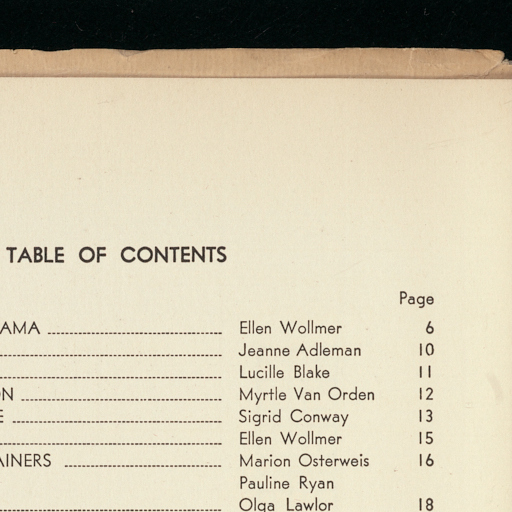 TABLE OF CONTENTS
Page
AMA Ellen Wollmer 6
Jeanne Adleman 10
Lucille Blake 11
ON Myrtle Van Orden 12
E Sigrid Conway 13
Ellen Wollmer 15
AINERS Marion Osterweis 16
Pauline Ryan
Olga Lawlor 18